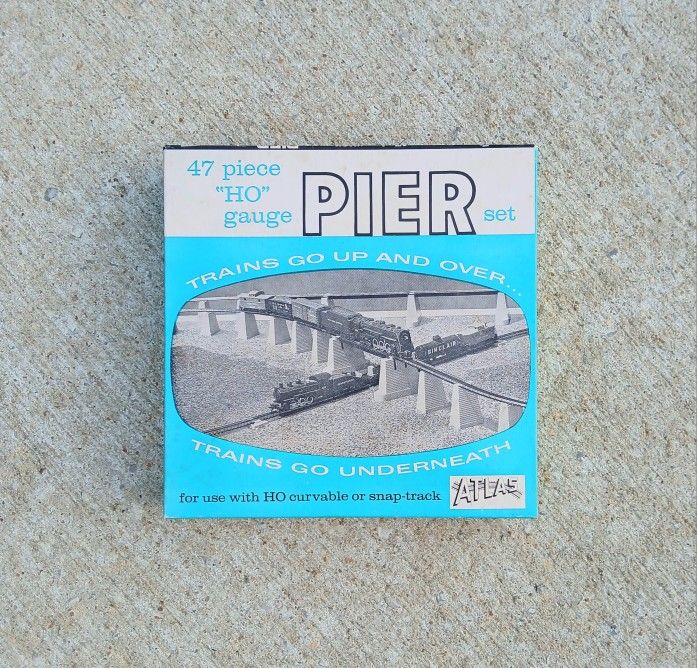 47 piece
"HO"
gauge
PIER
set
TRAINS GO UP AND OVER...
SINCLAIR
TRAINS GO UNDERNEATH
for use with HO curvable or snap-track
ATLAS